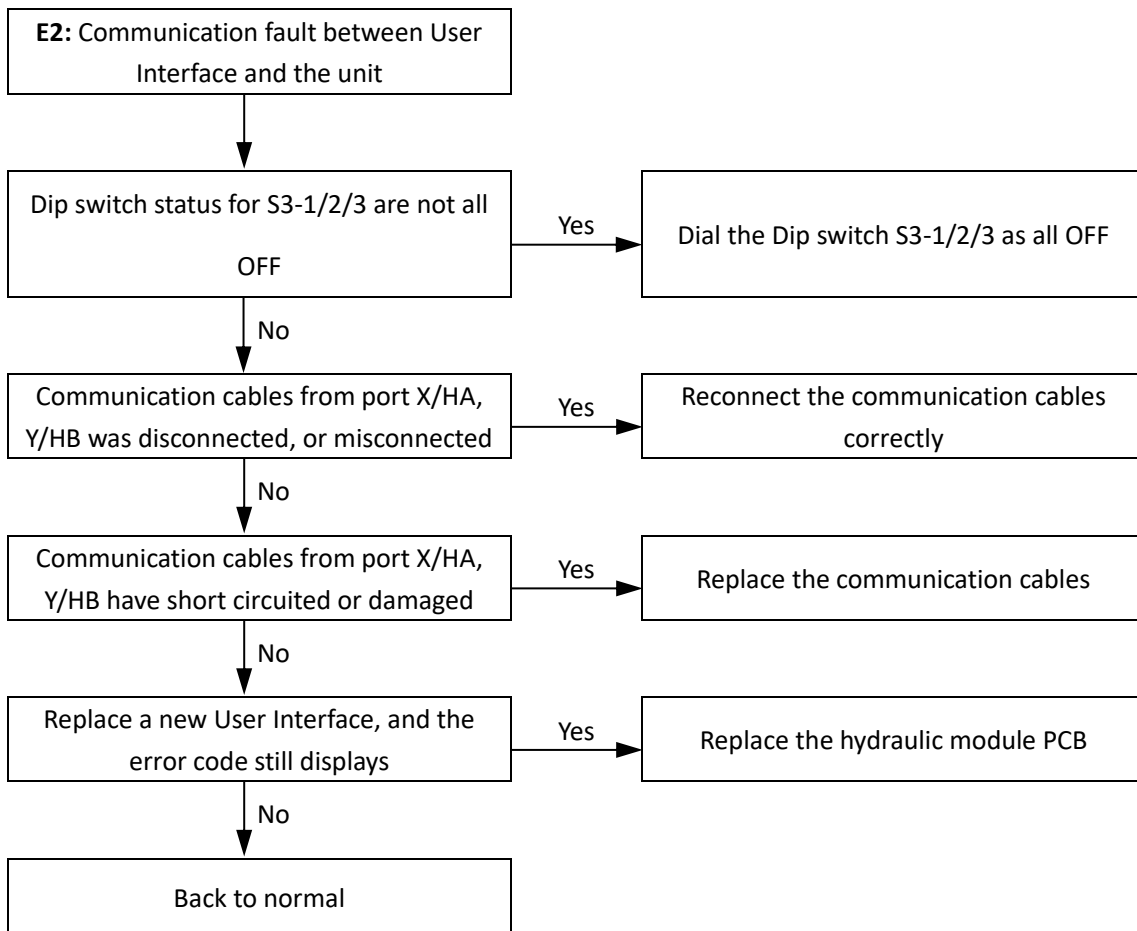 E2: Communication fault between User
Interface and the unit
Dip switch status for S3-1/2/3 are not all
OFF
Yes
Dial the Dip switch S3-1/2/3 as all OFF
No
Communication cables from port X/HA,
Y/HB was disconnected, or misconnected
Yes
Reconnect the communication cables
correctly
No
Communication cables from port X/HA,
Y/HB have short circuited or damaged
Yes
Replace the communication cables
No
Replace a new User Interface, and the
error code still displays
Yes
Replace the hydraulic module PCB
No
Back to normal